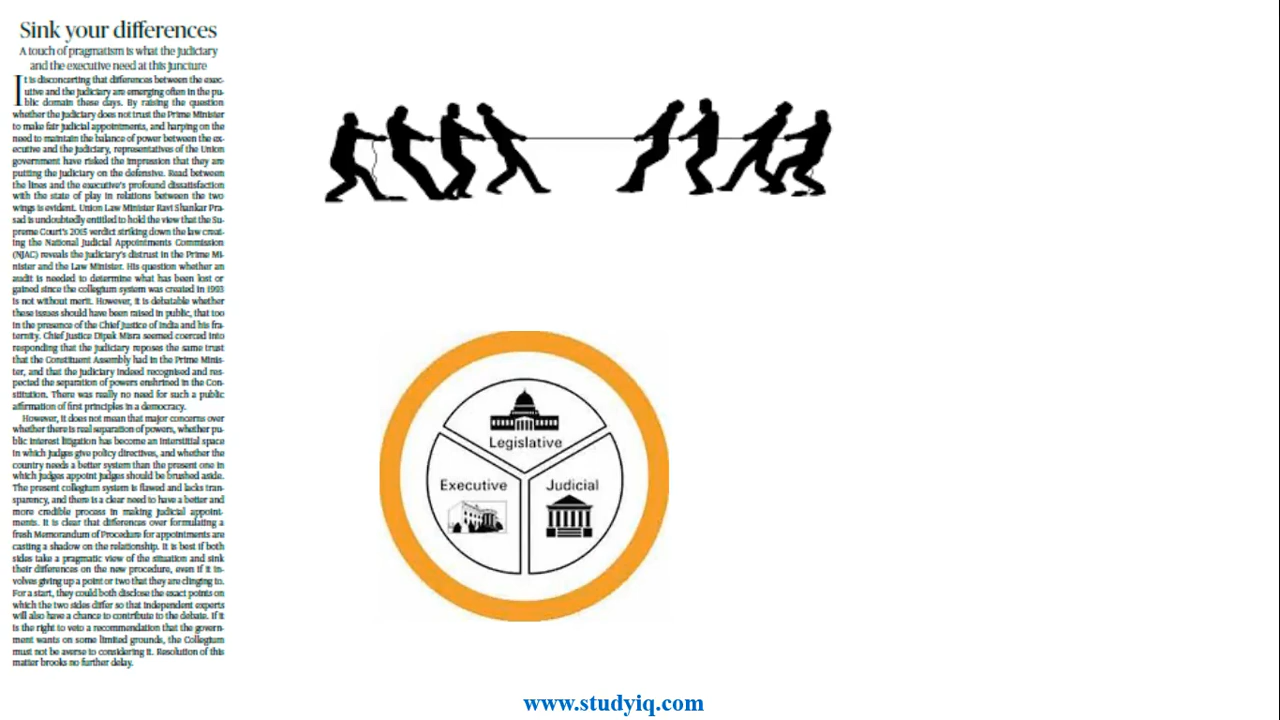 Sink your differences
A touch of pragmatism is what the judiciary
and the executive need at this juncture
It is disconcerting that differences between the exec-
utive and the judiciary are emerging often in the pu-
blic domain these days. By raising the question
whether the judiciary does not trust the Prime Minister
to make fair judicial appointments, and harping on the
need to maintain the balance of power between the ex-
ecutive and the judiciary, representatives of the Union
government have risked the impression that they are
putting the judiciary on the defensive. Read between
the lines and the executive's profound dissatisfaction
with the state of play in relations between the two
wings is evident. Union Law Minister Ravi Shankar Pra-
sad is undoubtedly entitled to hold the view that the Su-
preme Court's 2015 verdict striking down the law creat-
ing the National Judicial Appointments Commission
(NJAC) reveals the judiciary's distrust in the Prime Mi-
nister and the Law Minister. His question whether an
audit is needed to determine what has been lost or
gained since the collegium system was created in 1993
is not without merit. However, it is debatable whether
these issues should have been raised in public, that too
in the presence of the Chief Justice of India and his fra-
ternity. Chief Justice Dipak Misra seemed coerced into
responding that the judiciary reposes the same trust
that the Constituent Assembly had in the Prime Minis-
ter, and that the judiciary indeed recognised and res-
pected the separation of powers enshrined in the Con-
stitution. There was really no need for such a public
affirmation of first principles in a democracy.
However, it does not mean that major concerns over
whether there is real separation of powers, whether pu-
blic interest litigation has become an interstitial space
in which judges give policy directives, and whether the
country needs a better system than the present one in
which judges appoint judges should be brushed aside.
The present collegium system is flawed and lacks tran-
sparency, and there is a clear need to have a better and
more credible process in making judicial appoint-
ments. It is clear that differences over formulating a
fresh Memorandum of Procedure for appointments are
casting a shadow on the relationship. It is best if both
sides take a pragmatic view of the situation and sink
their differences on the new procedure, even if it in-
volves giving up a point or two that they are clinging to.
For a start, they could both disclose the exact points on
which the two sides differ so that independent experts
will also have a chance to contribute to the debate. If it
is the right to veto a recommendation that the govern-
ment wants on some limited grounds, the Collegium
must not be averse to considering it. Resolution of this
matter brooks no further delay.
Legislative
Executive
Judicial
www.studyiq.com